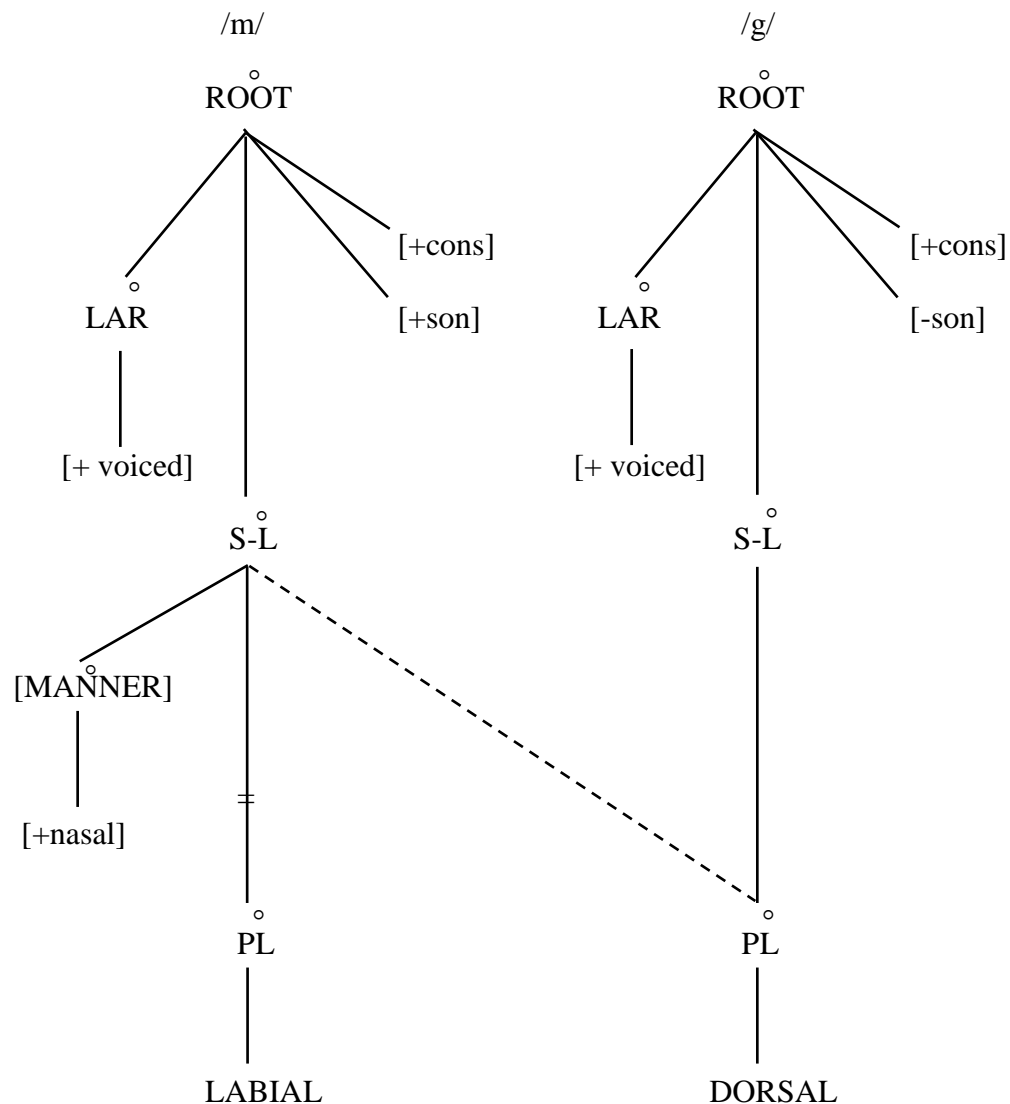 /m/ /g/
ROOT ROOT
[+cons] [+cons]
LAR [+son] LAR [-son]
[+ voiced] [+ voiced]
S-L S-L
[MANNER]
[+nasal]
PL PL
LABIAL DORSAL